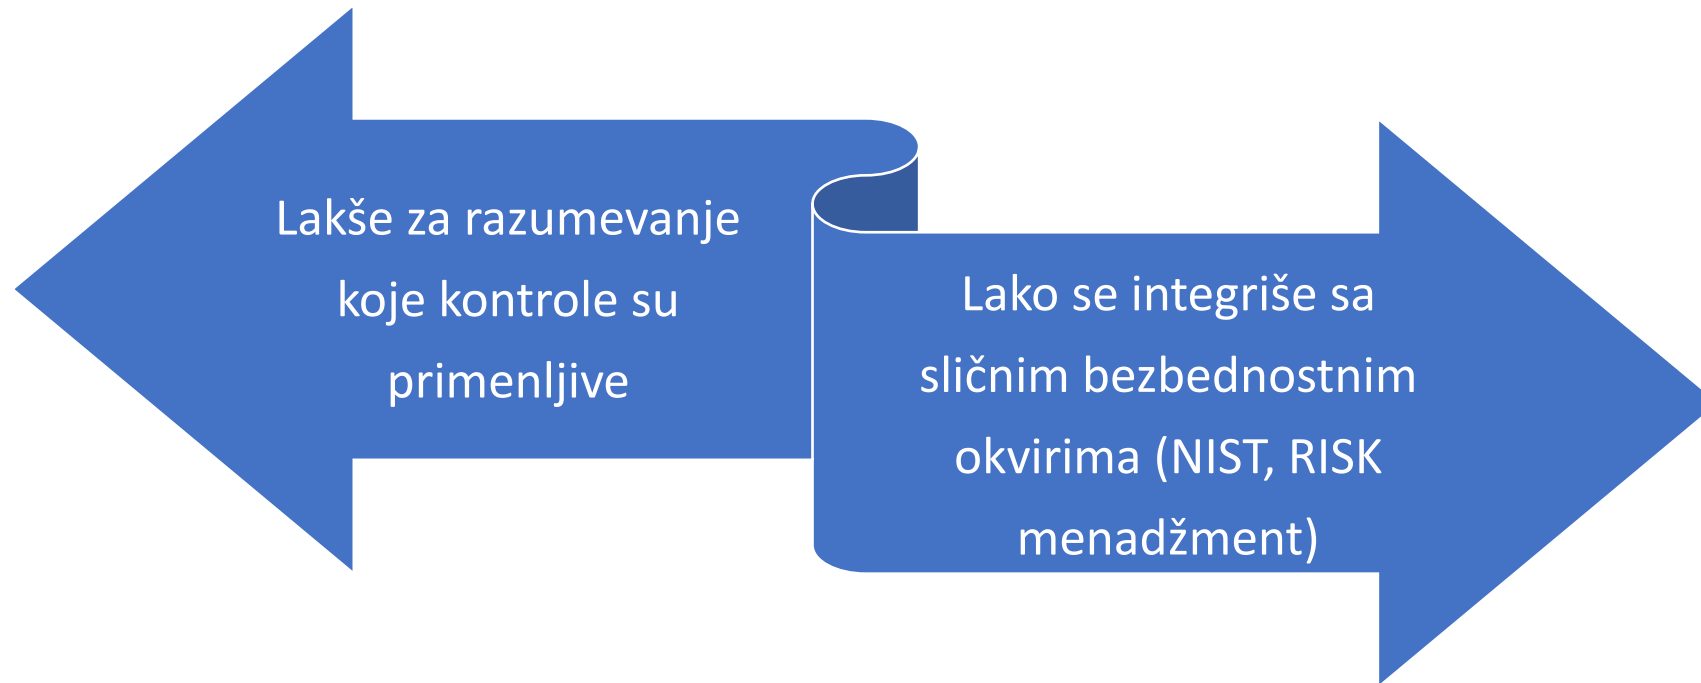 Lakše za razumevanje
koje kontrole su
primenljive
Lako se integriše sa
sličnim bezbednostnim
okvirima (NIST, RISK
menadžment)